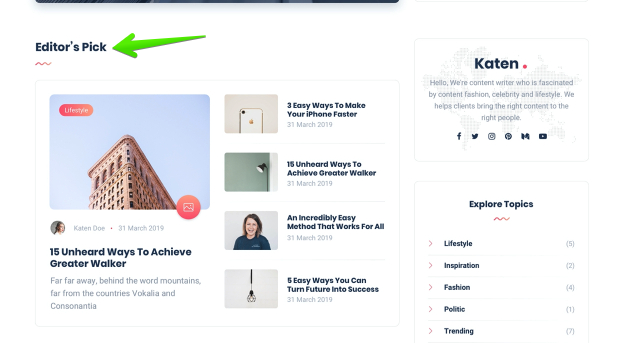 Editor's Pick
Lifestyle
Katen Doe • 31 March 2019
15 Unheard Ways To Achieve
Greater Walker
Far far away, behind the word mountains,
far from the countries Vokalia and
Consonantia
3 Easy Ways To Make
Your iPhone Faster
31 March 2019
15 Unheard Ways To
Achieve Greater Walker
31 March 2019
An Incredibly Easy
Method That Works For All
31 March 2019
5 Easy Ways You Can
Turn Future Into Success
31 March 2019
Katen .
Hello, We're content writer who is fascinated
by content fashion, celebrity and lifestyle. We
helps clients bring the right content to the
right people.
Explore Topics
Lifestyle (5)
Inspiration (2)
Fashion (4)
Politic (1)
Trending (7)